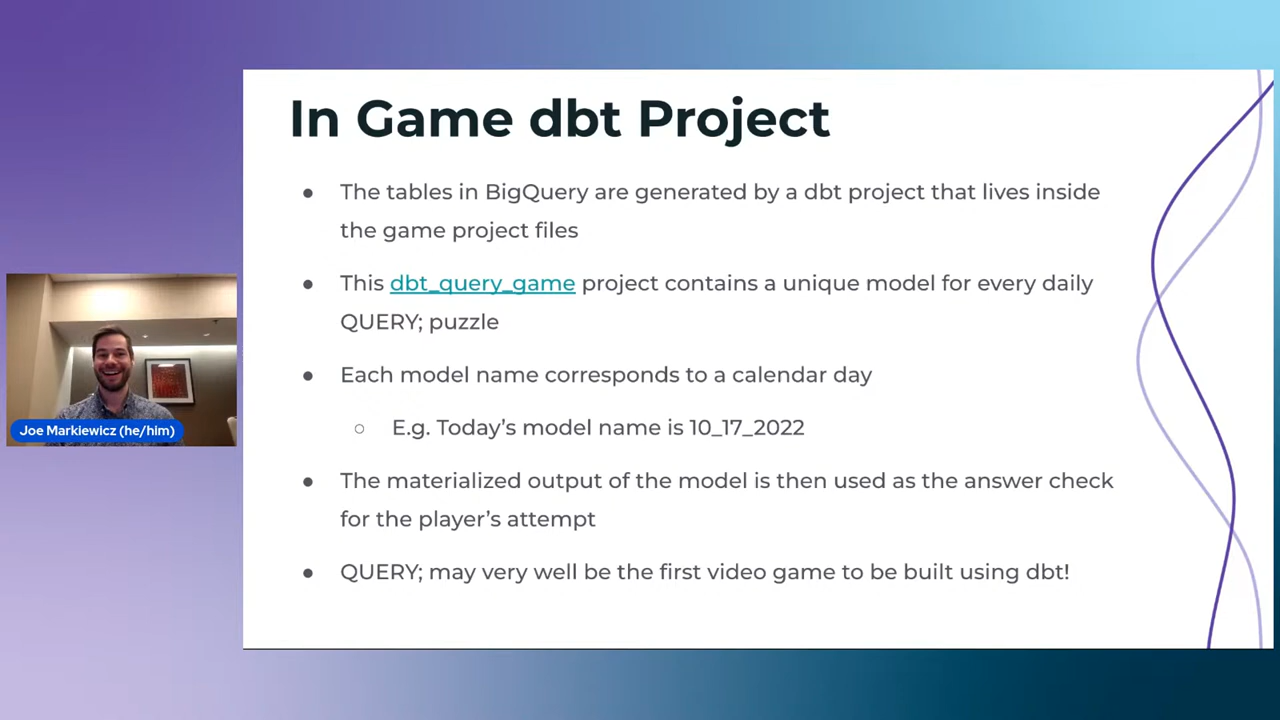 In Game dbt Project
● The tables in BigQuery are generated by a dbt project that lives inside
the game project files
● This dbt_query_game project contains a unique model for every daily
QUERY; puzzle
● Each model name corresponds to a calendar day
○ E.g. Today's model name is 10_17_2022
● The materialized output of the model is then used as the answer check
for the player's attempt
● QUERY; may very well be the first video game to be built using dbt!
Joe Markiewicz (he/him)